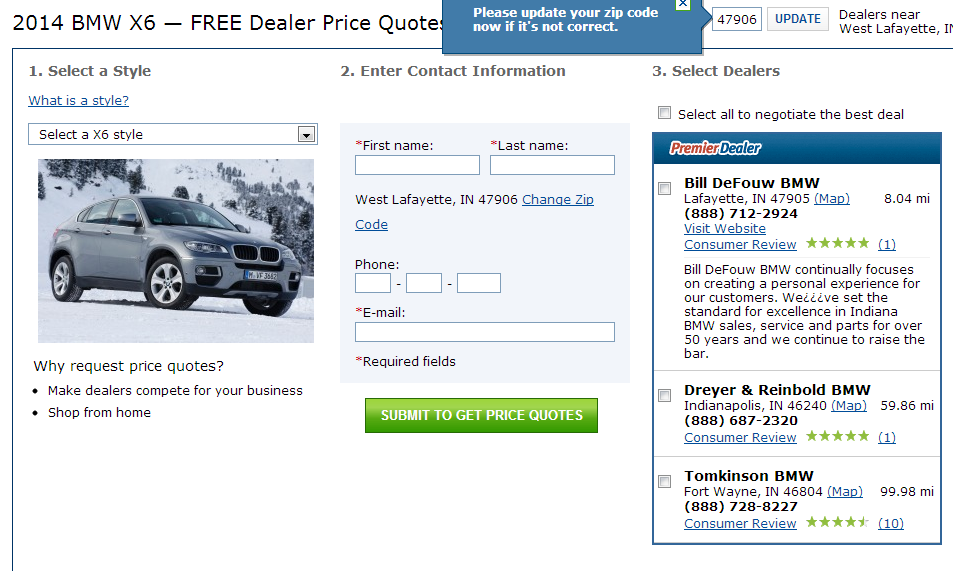 2014 BMW X6 — FREE Dealer Price Quotes
Please update your zip code
now if it's not correct.
47906
UPDATE
Dealers near
West Lafayette, IN
1. Select a Style
What is a style?
Select a X6 style
M VF 3662
Why request price quotes?
Make dealers compete for your business
Shop from home
2. Enter Contact Information
*First name: *Last name:
West Lafayette, IN 47906 Change Zip
Code
Phone:
- -
*E-mail:
*Required fields
SUBMIT TO GET PRICE QUOTES
3. Select Dealers
Select all to negotiate the best deal
PremierDealer
Bill DeFouw BMW
Lafayette, IN 47905 (Map) 8.04 mi
(888) 712-2924
Visit Website
Consumer Review (1)
Bill DeFouw BMW continually focuses
on creating a personal experience for
our customers. We¿¿¿ve set the
standard for excellence in Indiana
BMW sales, service and parts for over
50 years and we continue to raise the
bar.
Dreyer & Reinbold BMW
Indianapolis, IN 46240 (Map) 59.86 mi
(888) 687-2320
Consumer Review (1)
Tomkinson BMW
Fort Wayne, IN 46804 (Map) 99.98 mi
(888) 728-8227
Consumer Review (10)